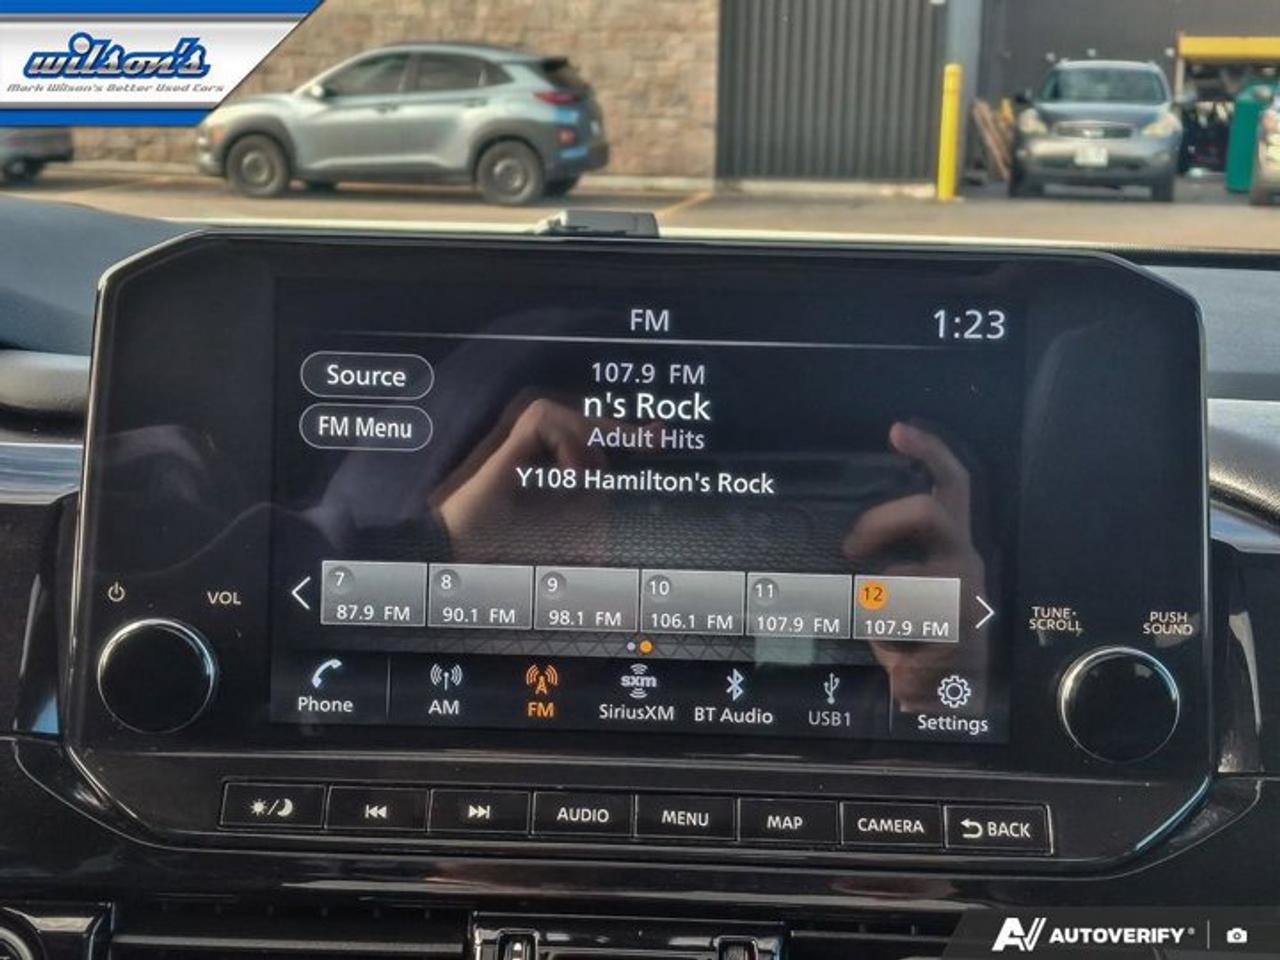 wilson's
Mark Wilson's Better Used Cars
FM
1:23
Source
107.9 FM
n's Rock
FM Menu
Adult Hits
Y108 Hamilton's Rock
7 8 9 10 11 12
87.9 FM 90.1 FM 98.1 FM 106.1 FM 107.9 FM 107.9 FM
VOL
TUNE·
SCROLL
PUSH
SOUND
sxm
Phone AM FM SiriusXM BT Audio USB1 Settings
AUDIO MENU MAP CAMERA BACK
AUTOVERIFY